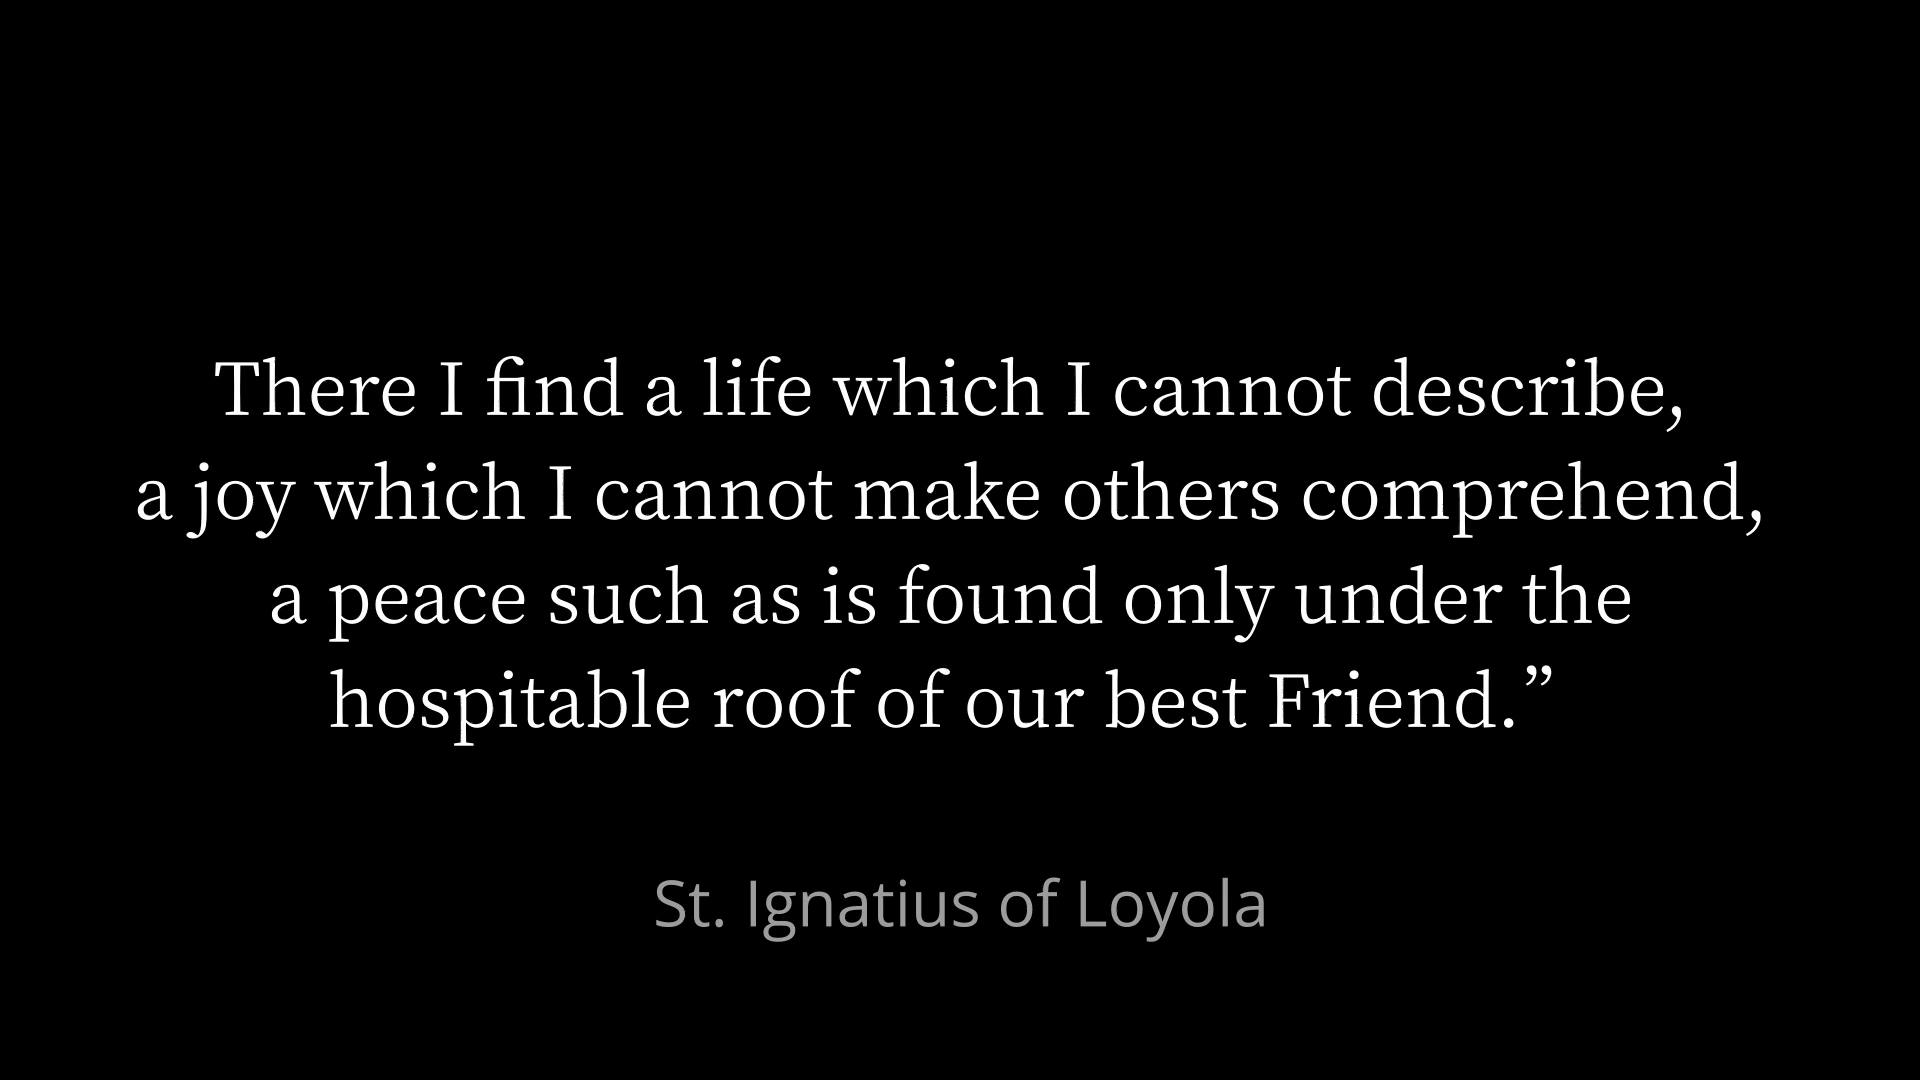 There I find a life which I cannot describe,
a joy which I cannot make others comprehend,
a peace such as is found only under the
hospitable roof of our best Friend.”
St. Ignatius of Loyola